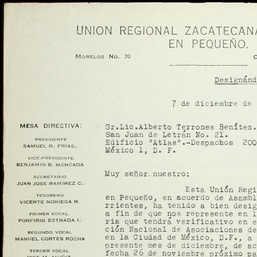 UNION REGIONAL ZACATECANA
EN PEQUEÑO.
MORELOS NO. 70
Designánd
7 de diciembre de
MESA DIRECTIVA:
PRESIDENTE
SAMUEL R. FRIAS,
VICE-PRESIDENTE
BENJAMIN B. MONCADA
SECRETARIO
JUAN JOSE RAMIREZ C.
TESORERO
VICENTE NORIEGA R.
PRIMER VOCAL
PORFIRIO ESTRADA I.
SEGUNDO VOCAL
MANUEL CORTES ROCHA
TERCER VOCAL
Sr.Lic.Alberto Terrones Benítez.
San Juan de Letrán No. 21.
Edificio "Atlas".-Despachos 200
México 1, D. F.
Muy señor.nuestro:
Esta Unión Reg
en Pequeño, en acuerdo de Asambl
rrientes, ha tenido a bien design
a fin de que nos represente en l
ria que tendrá verificativo en e
ación Nacional de Asociaciones de
en la Ciudad de México, D.F., a
presente mes de diciembre, de ac
fecha 26 de noviembre próximo pa